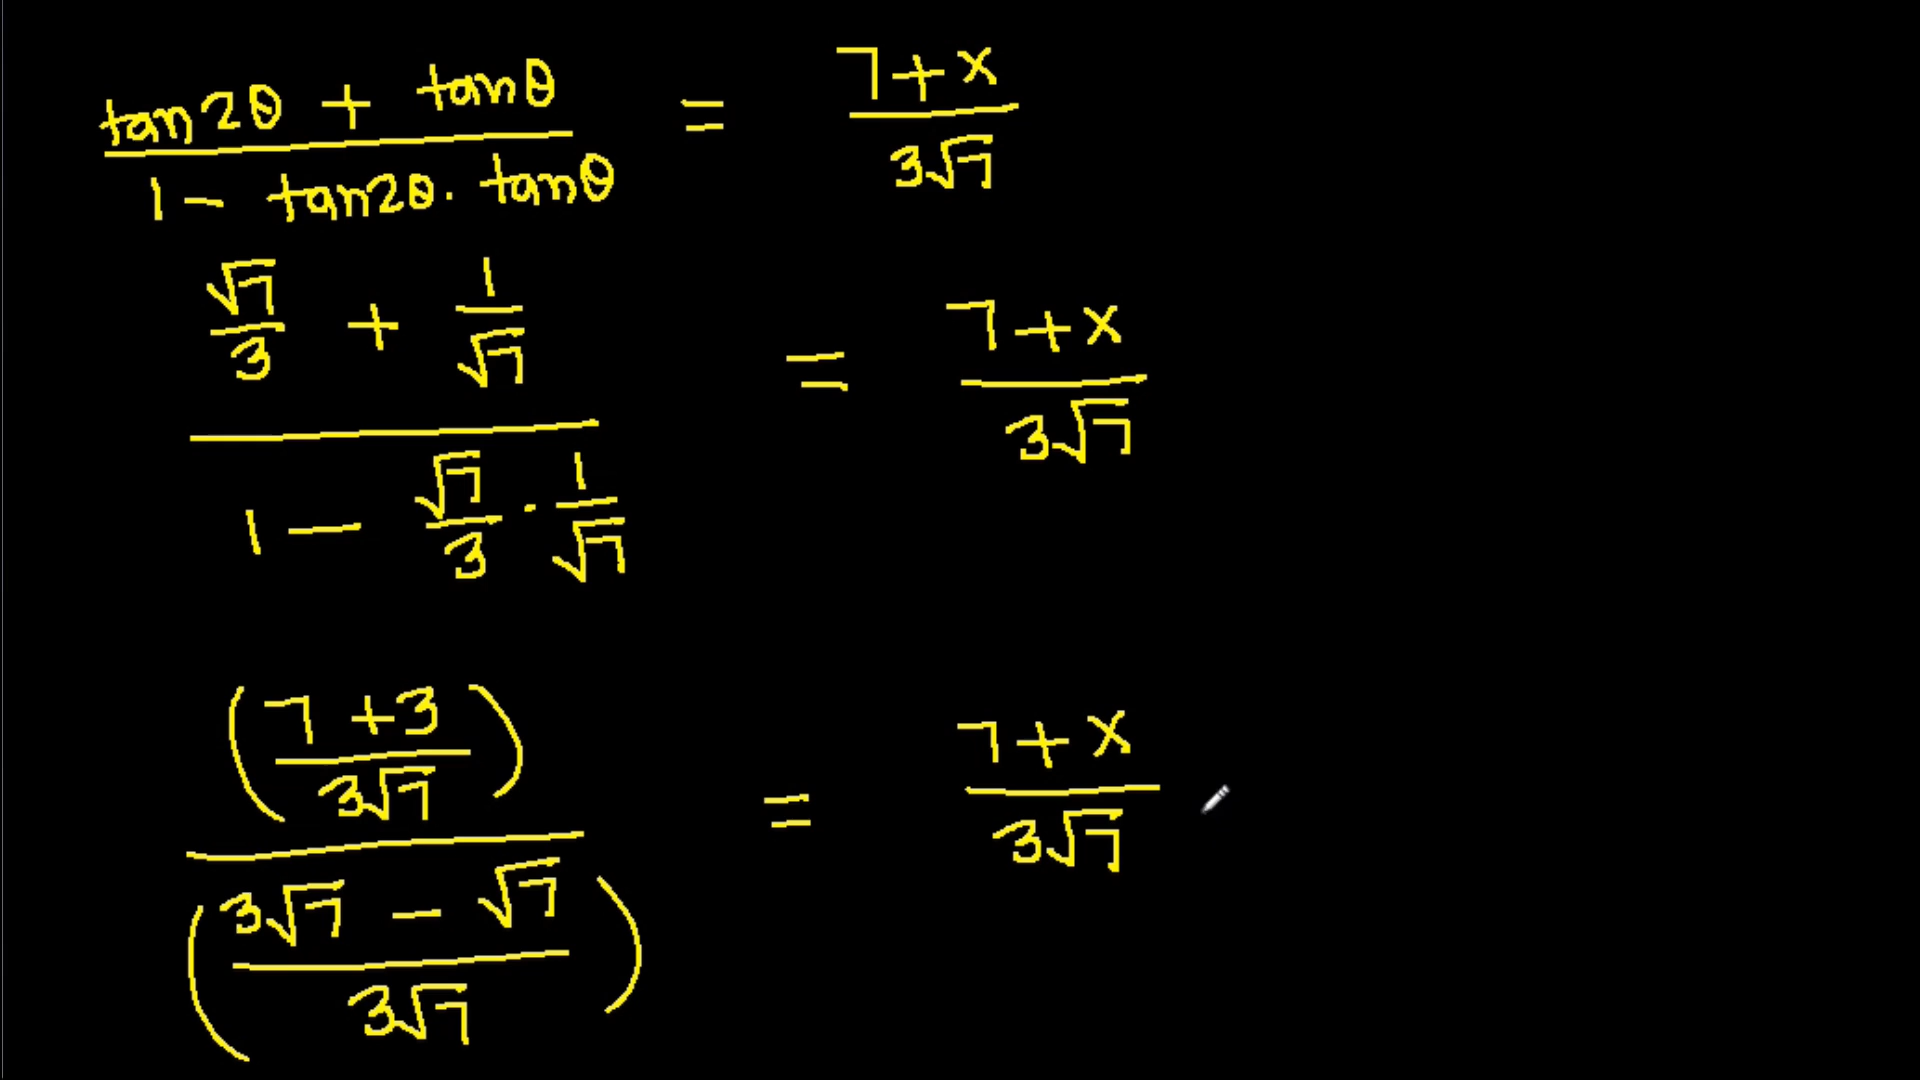 tan2θ + tanθ / 1 - tan2θ · tanθ = 7+x / 3√7
√7/3 + 1/√7 / 1 - √7/3 · 1/√7 = 7+x / 3√7
(7+3 / 3√7) / (3√7 - √7 / 3√7) = 7+x / 3√7